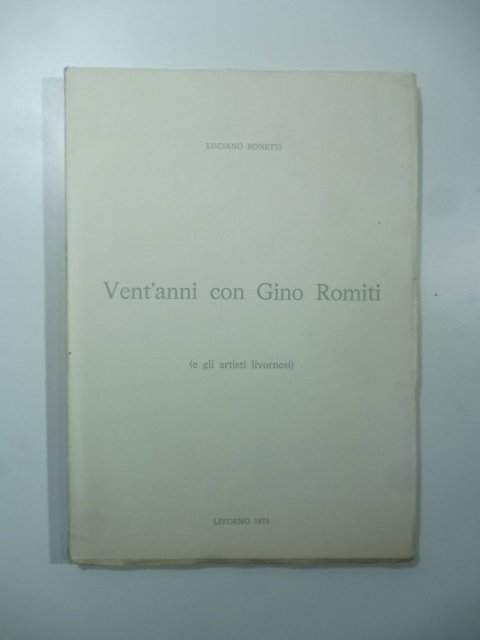 LUCIANO BONETTI
Vent'anni con Gino Romiti
(e gli artisti livornesi)
LIVORNO 1974